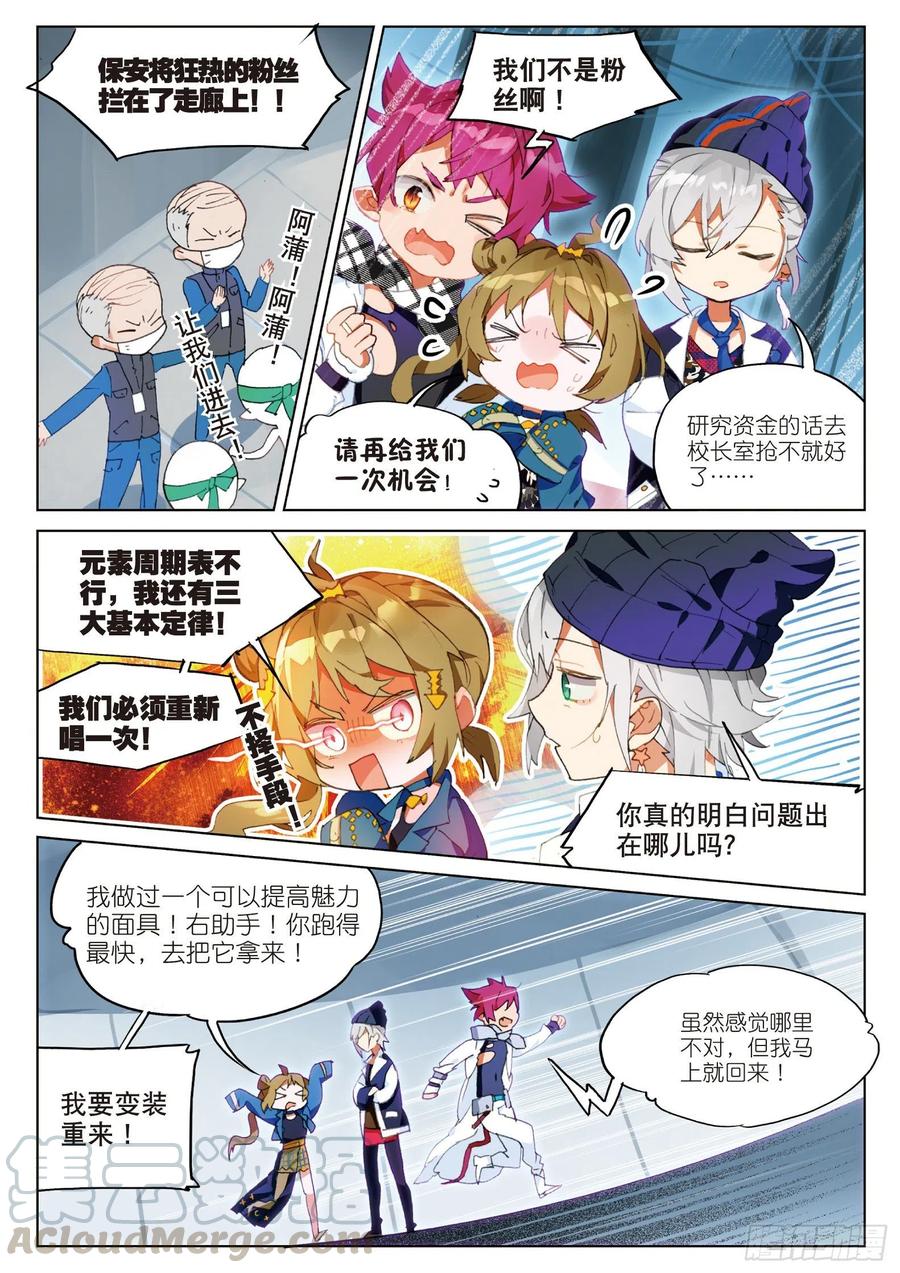 保安将狂热的粉丝
拦在了走廊上！！
阿蒲！阿蒲！
让我们进去！
我们不是粉
丝啊！
请再给我们
一次机会！
研究资金的话去
校长室抢不就好
了……
元素周期表不
行，我还有三
大基本定律！
我们必须重新
唱一次！
不择手段！
你真的明白问题出
在哪儿吗？
我做过一个可以提高魅力
的面具！右助手！你跑得
最快，去把它拿来！
我要变装
重来！
虽然感觉哪里
不对，但我马
上就回来！
集云数据
ACloudMerge.com